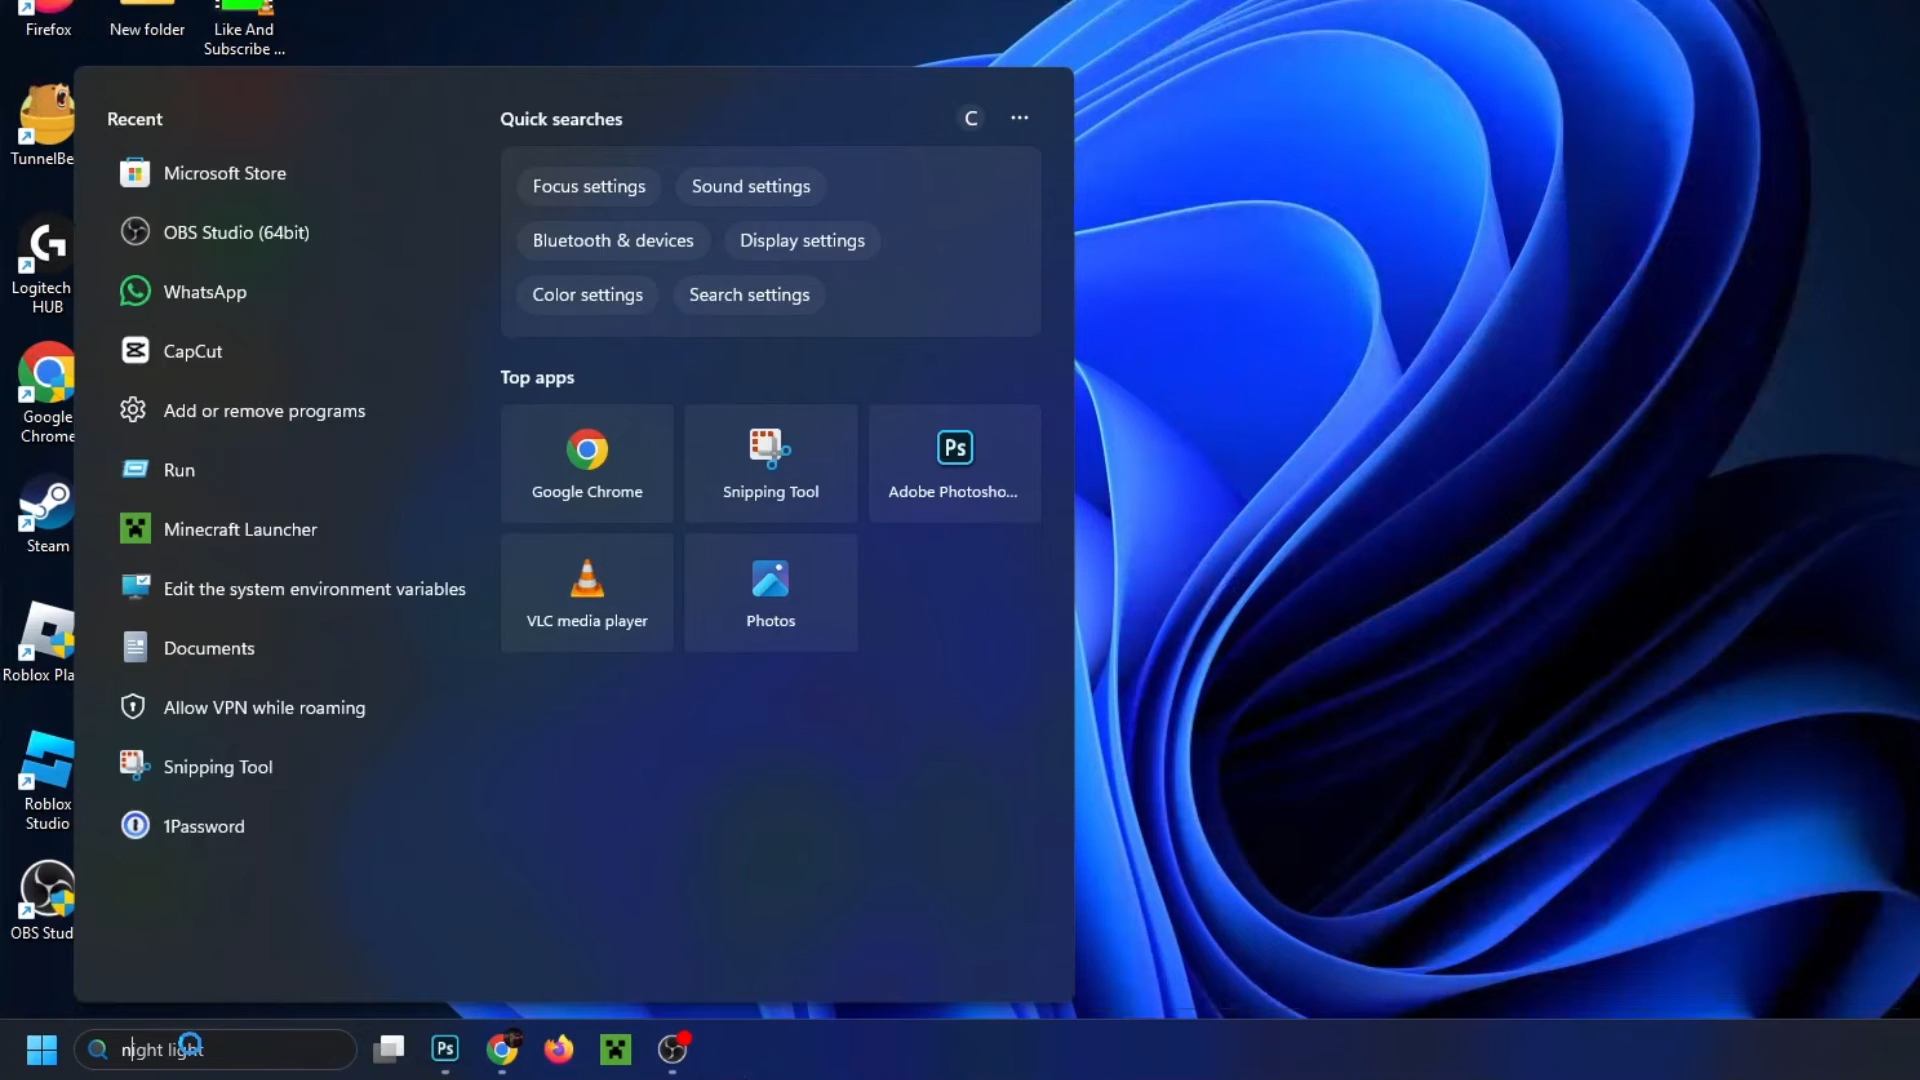 Firefox
New folder
Like And
Subscribe ...
TunnelBe
Logitech
HUB
Google
Chrome
Steam
Roblox Pla
Roblox
Studio
OBS Stud
Recent
Microsoft Store
OBS Studio (64bit)
WhatsApp
CapCut
Add or remove programs
Run
Minecraft Launcher
Edit the system environment variables
Documents
Allow VPN while roaming
Snipping Tool
1Password
Quick searches
C
Focus settings
Sound settings
Bluetooth & devices
Display settings
Color settings
Search settings
Top apps
Google Chrome
Snipping Tool
Ps
Adobe Photosho...
VLC media player
Photos
night light
Ps